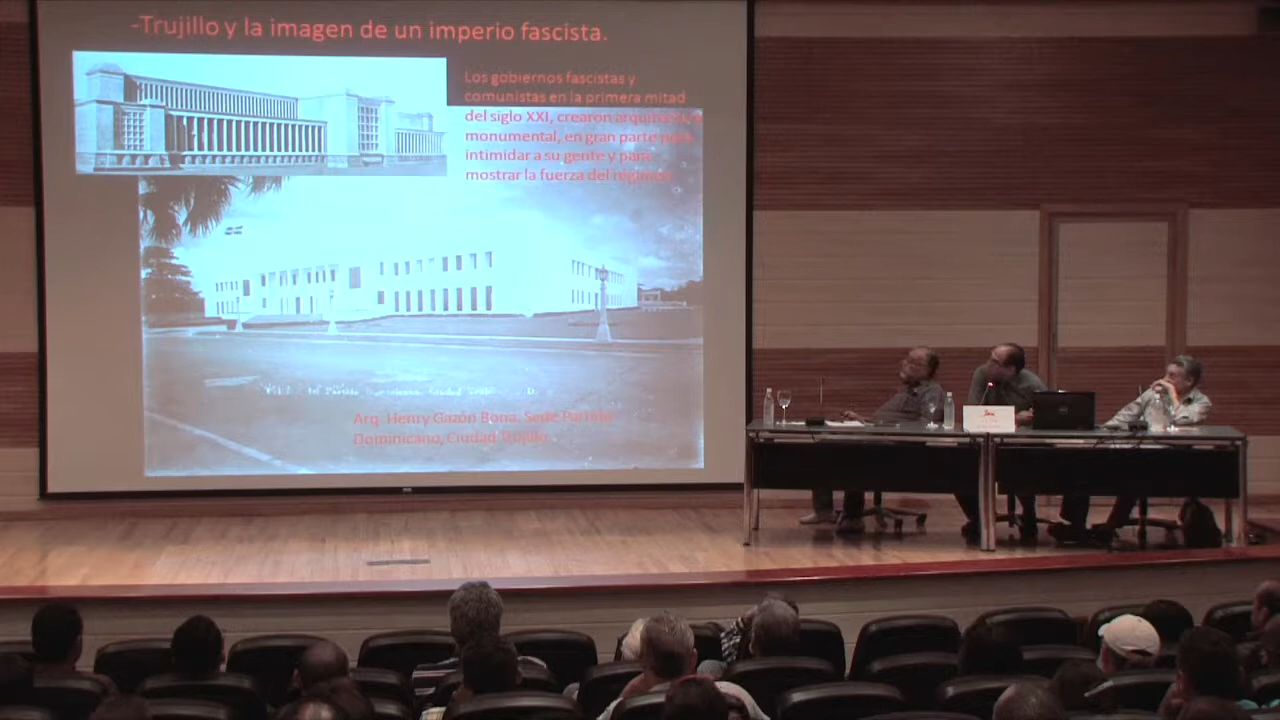 -Trujillo y la imagen de un imperio fascista.
Los gobiernos fascistas y
comunistas en la primera mitad
del siglo XXI, crearon
monumental, en gran parte para
intimidar a su gente y para
mostrar la fuerza del régimen.
Arq. Henry Gazón Bona. Sede Partido
Dominicano, Ciudad Trujillo.